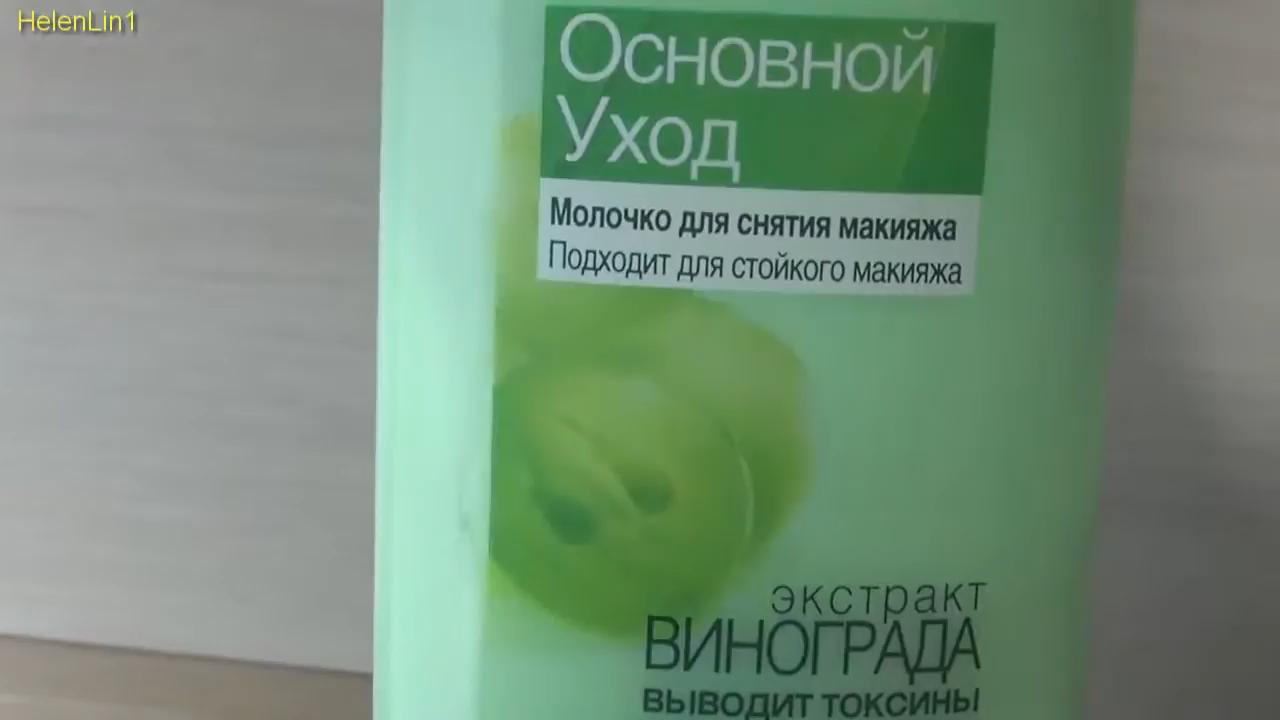 HelenLin1
Основной
Уход
Молочко для снятия макияжа
Подходит для стойкого макияжа
экстракт
ВИНОГРАДА
выводит токсины